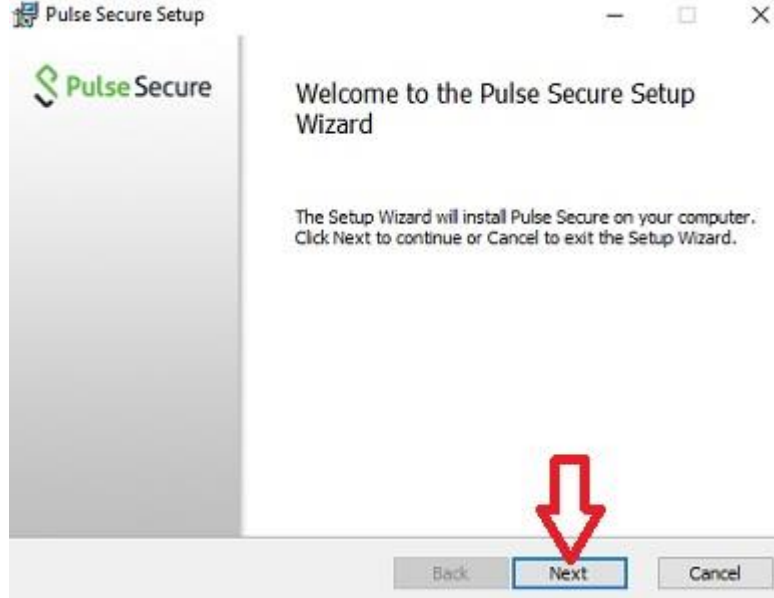 Pulse Secure Setup
Pulse Secure
Welcome to the Pulse Secure Setup
Wizard
The Setup Wizard will install Pulse Secure on your computer.
Click Next to continue or Cancel to exit the Setup Wizard.
Back
Next
Cancel